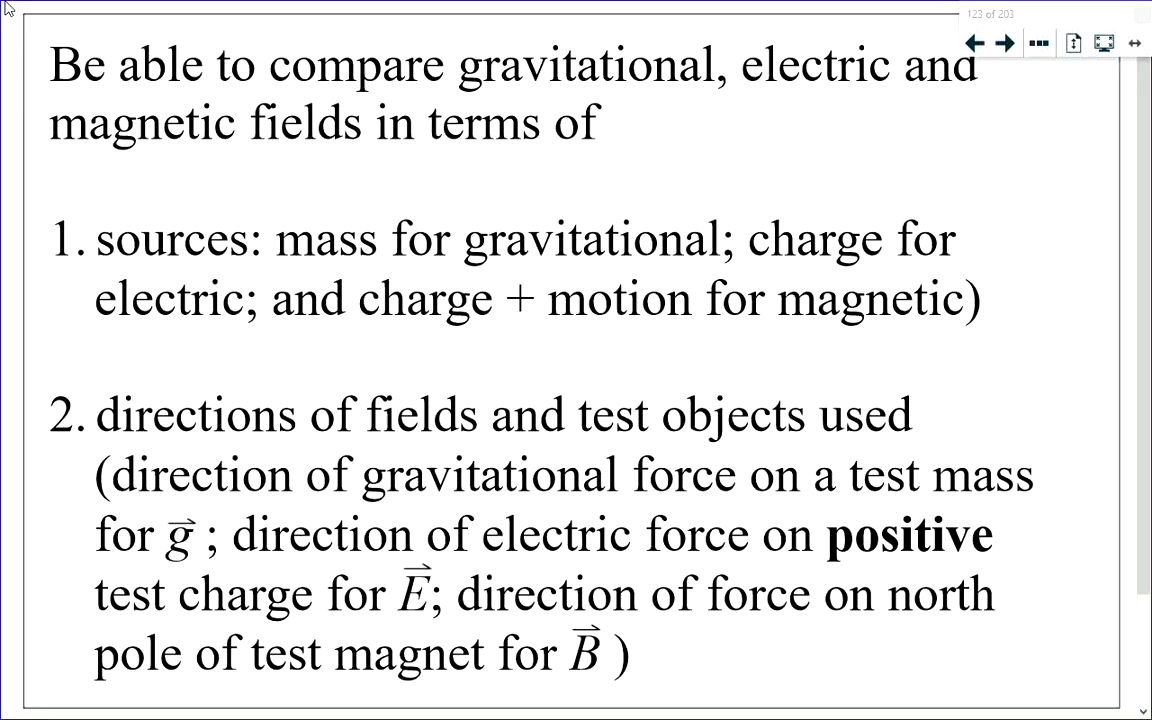 123 of 203
Be able to compare gravitational, electric and
magnetic fields in terms of
1. sources: mass for gravitational; charge for
electric; and charge + motion for magnetic)
2. directions of fields and test objects used
(direction of gravitational force on a test mass
for g⃗ ; direction of electric force on positive
test charge for E⃗; direction of force on north
pole of test magnet for B⃗ )